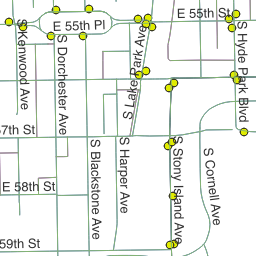 E 55th Pl
E 55th St
S Kenwood Ave
S Dorchester Ave
S Lake Park Ave
S Hyde Park Blvd
57th St
S Blackstone Ave
S Harper Ave
S Stony Island Ave
S Cornell Ave
E 58th St
59th St